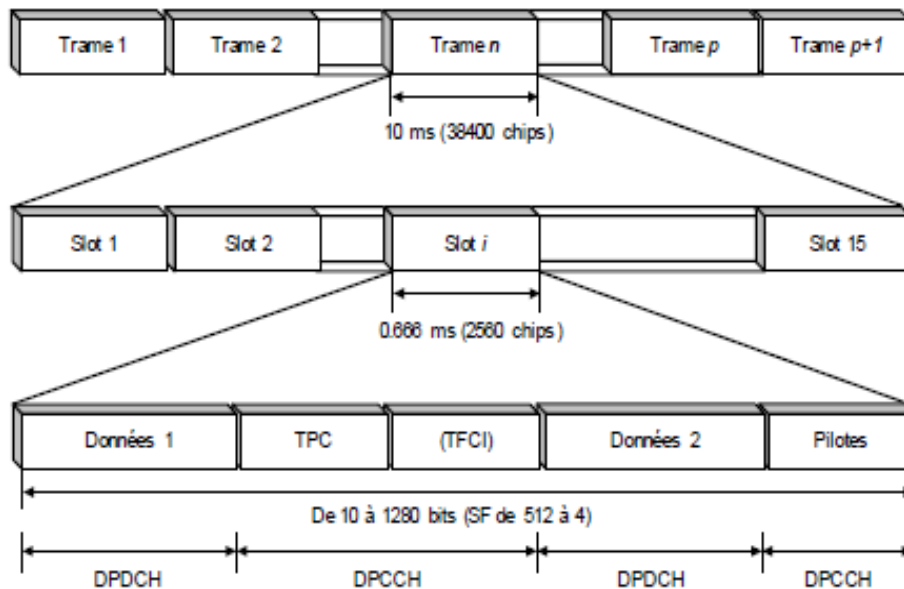 Trame 1 Trame 2 Trame n Trame p Trame p+1
10 ms (38400 chips)
Slot 1 Slot 2 Slot i Slot 15
0.666 ms (2560 chips)
Données 1 TPC (TFCI) Données 2 Pilotes
De 10 à 1280 bits (SF de 512 à 4)
DPDCH DPCCH DPDCH DPCCH